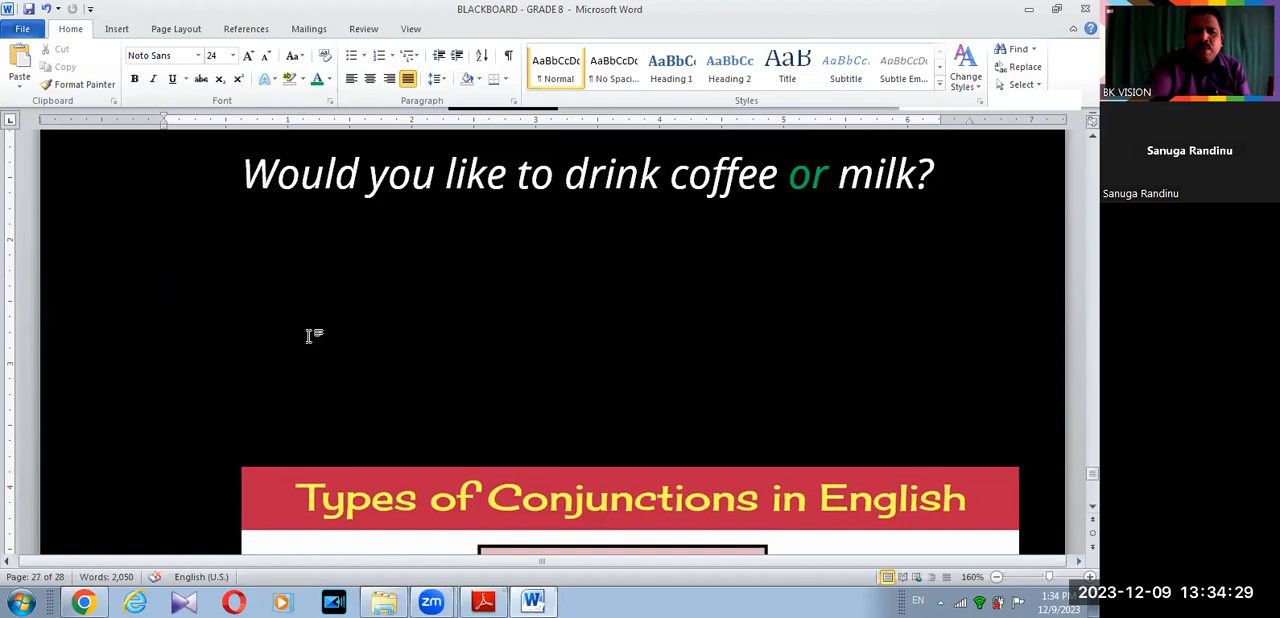 BLACKBOARD - GRADE 8 - Microsoft Word
File Home Insert Page Layout References Mailings Review View
Paste
Cut
Copy
Format Painter
Clipboard
Noto Sans 24
Font
Paragraph
AaBbCcDc AaBbCcDc AaBbCc AaBbCc AaB AaBbCc. AaBbCcDc
¶ Normal ¶ No Spaci... Heading 1 Heading 2 Title Subtitle Subtle Em...
Styles
Change
Styles
Find
Replace
Select
Editing
BK VISION
Sanuga Randinu
Sanuga Randinu
Would you like to drink coffee or milk?
Types of Conjunctions in English
Page: 27 of 28 Words: 2,050 English (U.S.) 160%
zm
EN
1:34 PM
12/9/2023
2023-12-09 13:34:29